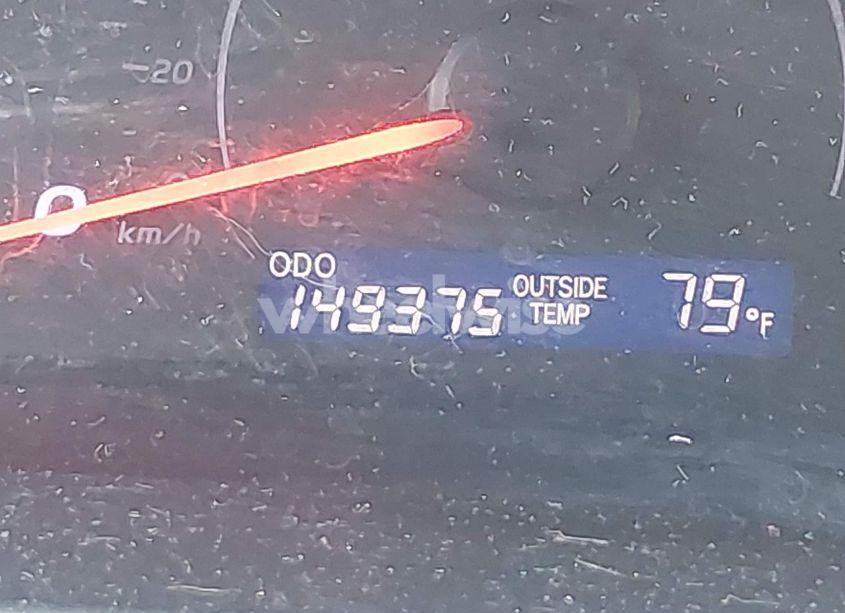 20
0
km/h
ODO
149375
OUTSIDE
TEMP
79°F